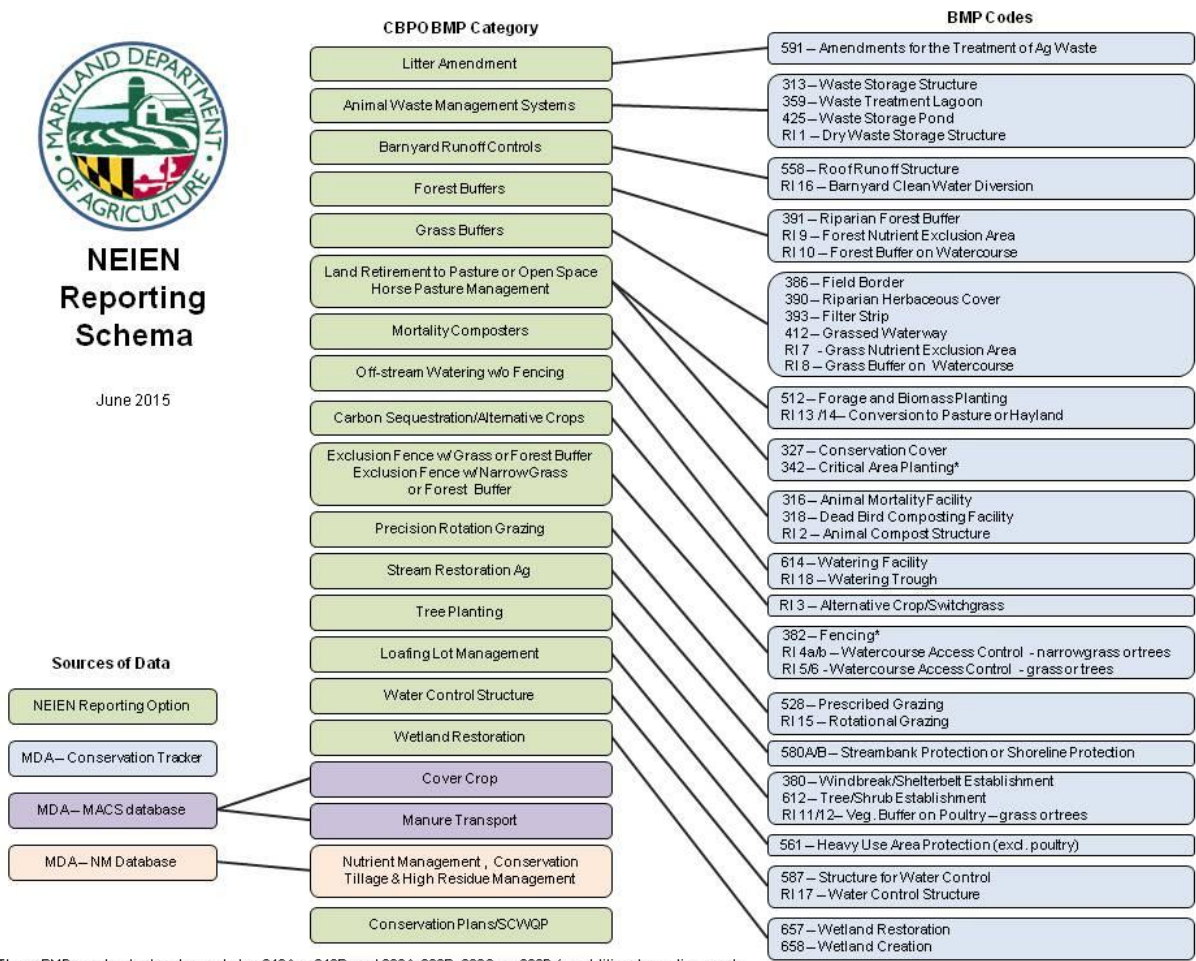 MARYLAND DEPARTMENT
OF AGRICULTURE
NEIEN
Reporting
Schema
June 2015
Sources of Data
NEIEN Reporting Option
MDA – Conservation Tracker
MDA – MACS database
MDA – NM Database
CBPO BMP Category
Litter Amendment
Animal Waste Management Systems
Barnyard Runoff Controls
Forest Buffers
Grass Buffers
Land Retirement to Pasture or Open Space
Horse Pasture Management
Mortality Composters
Off-stream Watering w/o Fencing
Carbon Sequestration/Alternative Crops
Exclusion Fence w/ Grass or Forest Buffer
Exclusion Fence w/ Narrow Grass
or Forest Buffer
Precision Rotation Grazing
Stream Restoration Ag
Tree Planting
Loafing Lot Management
Water Control Structure
Wetland Restoration
Cover Crop
Manure Transport
Nutrient Management , Conservation
Tillage & High Residue Management
Conservation Plans/SCWQP
BMP Codes
591 – Amendments for the Treatment of Ag Waste
313 – Waste Storage Structure
359 – Waste Treatment Lagoon
425 – Waste Storage Pond
RI 1 – Dry Waste Storage Structure
558 – Roof Runoff Structure
RI 16 – Barnyard Clean Water Diversion
391 – Riparian Forest Buffer
RI 9 – Forest Nutrient Exclusion Area
RI 10 – Forest Buffer on Watercourse
386 – Field Border
390 – Riparian Herbaceous Cover
393 – Filter Strip
412 – Grassed Waterway
RI 7 - Grass Nutrient Exclusion Area
RI 8 – Grass Buffer on Watercourse
512 – Forage and Biomass Planting
RI 13 /14 – Conversion to Pasture or Hayland
327 – Conservation Cover
342 – Critical Area Planting*
316 – Animal Mortality Facility
318 – Dead Bird Composting Facility
RI 2 – Animal Compost Structure
614 – Watering Facility
RI 18 – Watering Trough
RI 3 – Alternative Crop/Switchgrass
382 – Fencing*
RI 4a/b – Watercourse Access Control - narrow grass or trees
RI 5/6 - Watercourse Access Control - grass or trees
528 – Prescribed Grazing
RI 15 – Rotational Grazing
580A/B – Streambank Protection or Shoreline Protection
380 – Windbreak/Shelterbelt Establishment
612 – Tree/Shrub Establishment
RI 11/12 – Veg. Buffer on Poultry – grass or trees
561 – Heavy Use Area Protection (excl. poultry)
587 – Structure for Water Control
RI 17 – Water Control Structure
657 – Wetland Restoration
658 – Wetland Creation